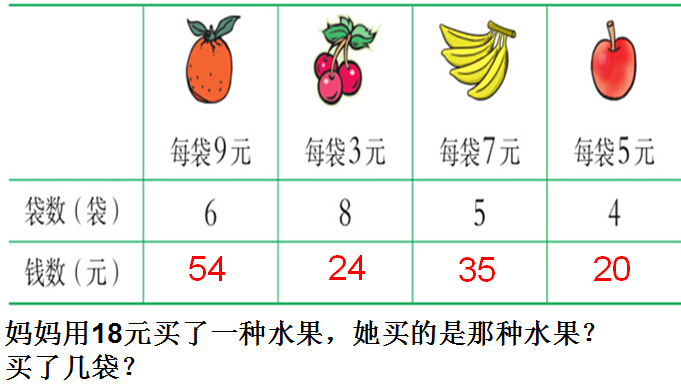 每袋9元 每袋3元 每袋7元 每袋5元
袋数（袋） 6 8 5 4
钱数（元） 54 24 35 20
妈妈用18元买了一种水果，她买的是那种水果？
买了几袋？